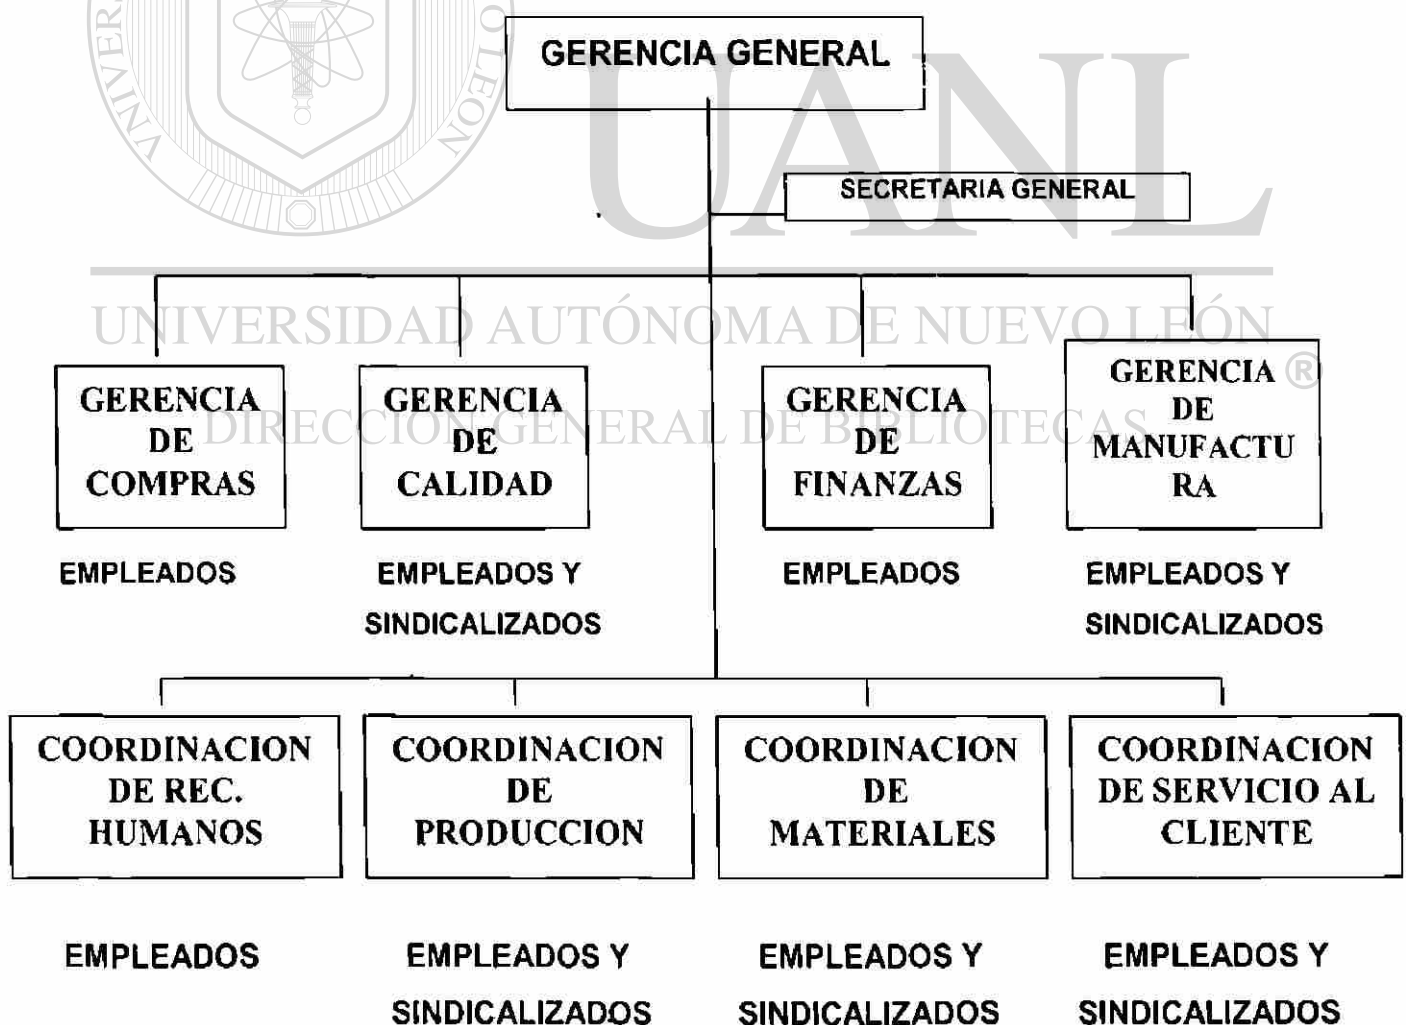 GERENCIA GENERAL
SECRETARIA GENERAL
UANL
UNIVERSIDAD AUTÓNOMA DE NUEVO LEÓN
®
DIRECCIÓN GENERAL DE BIBLIOTECAS
GERENCIA
DE
COMPRAS
GERENCIA
DE
CALIDAD
GERENCIA
DE
FINANZAS
GERENCIA
DE
MANUFACTU
RA
EMPLEADOS
EMPLEADOS Y
SINDICALIZADOS
EMPLEADOS
EMPLEADOS Y
SINDICALIZADOS
COORDINACION
DE REC.
HUMANOS
COORDINACION
DE
PRODUCCION
COORDINACION
DE
MATERIALES
COORDINACION
DE SERVICIO AL
CLIENTE
EMPLEADOS
EMPLEADOS Y
SINDICALIZADOS
EMPLEADOS Y
SINDICALIZADOS
EMPLEADOS Y
SINDICALIZADOS